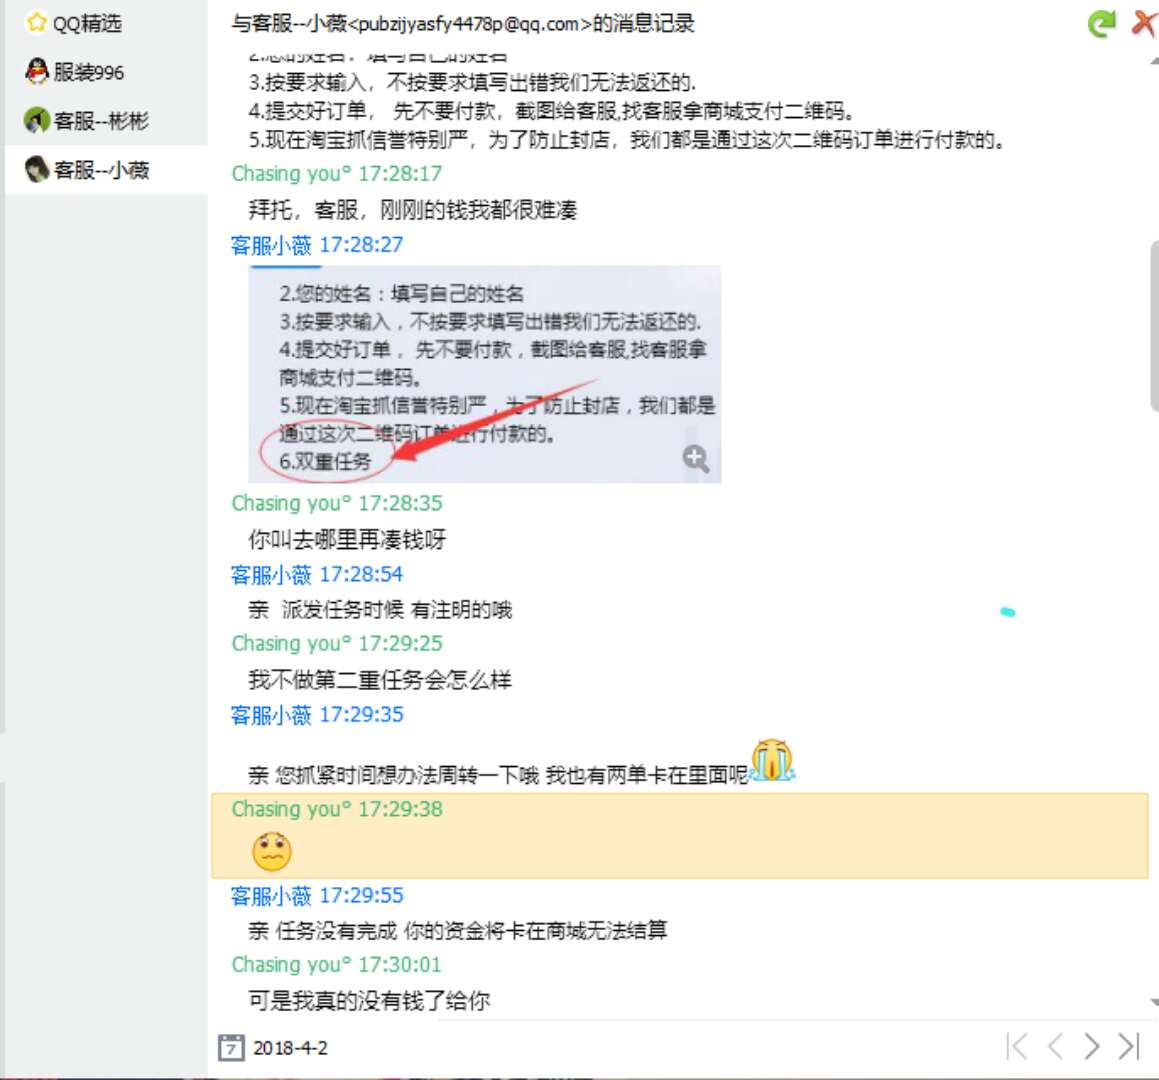 QQ精选
服装996
客服--彬彬
客服--小薇
与客服--小薇<pubzijyasfy4478p@qq.com>的消息记录
2.您的姓名：填写自己的姓名
3.按要求输入，不按要求填写出错我们无法返还的.
4.提交好订单， 先不要付款，截图给客服,找客服拿商城支付二维码。
5.现在淘宝抓信誉特别严，为了防止封店，我们都是通过这次二维码订单进行付款的。
Chasing you° 17:28:17
拜托，客服，刚刚的钱我都很难凑
客服小薇 17:28:27
2.您的姓名：填写自己的姓名
3.按要求输入，不按要求填写出错我们无法返还的.
4.提交好订单， 先不要付款，截图给客服,找客服拿
商城支付二维码。
5.现在淘宝抓信誉特别严，为了防止封店，我们都是
通过这次二维码订单进行付款的。
6.双重任务
Chasing you° 17:28:35
你叫去哪里再凑钱呀
客服小薇 17:28:54
亲 派发任务时候 有注明的哦
Chasing you° 17:29:25
我不做第二重任务会怎么样
客服小薇 17:29:35
亲 您抓紧时间想办法周转一下哦 我也有两单卡在里面呢
Chasing you° 17:29:38
客服小薇 17:29:55
亲 任务没有完成 你的资金将卡在商城无法结算
Chasing you° 17:30:01
可是我真的没有钱了给你
7
2018-4-2